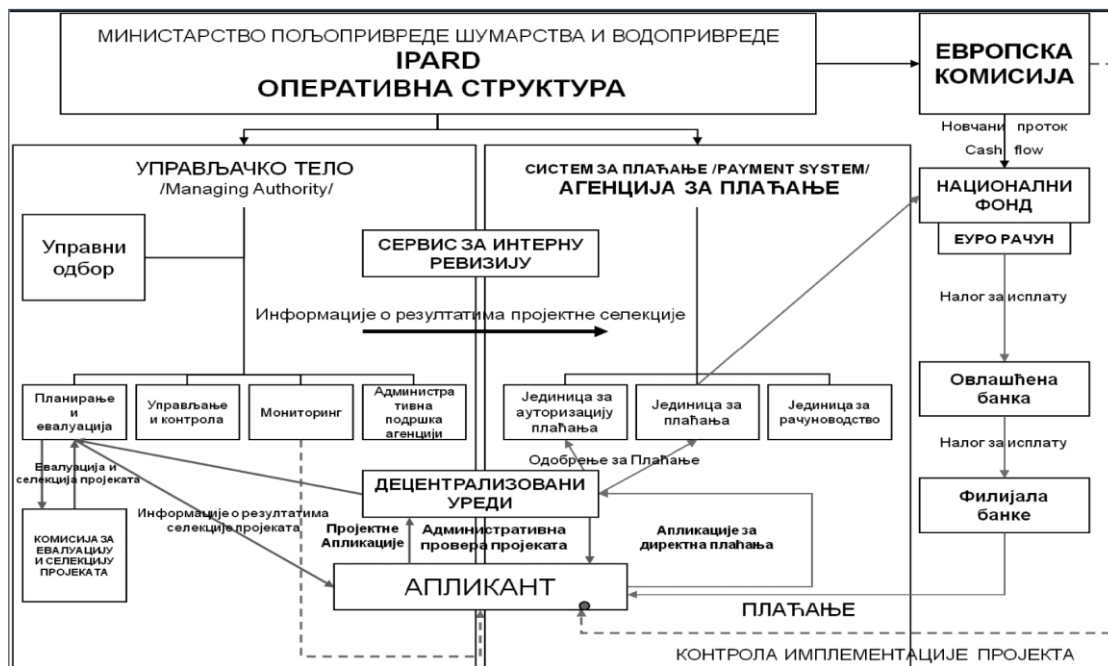 МИНИСТАРСТВО ПОЉОПРИВРЕДЕ ШУМАРСТВА И ВОДОПРИВРЕДЕ
IPARD
ОПЕРАТИВНА СТРУКТУРА
ЕВРОПСКА
КОМИСИЈА
Новчани проток
Cash flow
УПРАВЉАЧКО ТЕЛО
/Managing Authority/
СИСТЕМ ЗА ПЛАЋАЊЕ /PAYMENT SYSTEM/
АГЕНЦИЈА ЗА ПЛАЋАЊЕ
НАЦИОНАЛНИ
ФОНД
ЕУРО РАЧУН
Управни
одбор
СЕРВИС ЗА ИНТЕРНУ
РЕВИЗИЈУ
Налог за исплату
Информације о резултатима пројектне селекције
Планирање
и
евалуација
Управљање
и контрола
Мониторинг
Администра
тивна
подршка
агенцији
Јединица за
ауторизацију
плаћања
Јединица за
плаћања
Јединица за
рачуноводство
Овлашћена
банка
Налог за исплату
Евалуација и
селекција пројеката
Одобрење за Плаћање
ДЕЦЕНТРАЛИЗОВАНИ
УРЕДИ
Филијала
банке
КОМИСИЈА ЗА
ЕВАЛУАЦИЈУ
И СЕЛЕКЦИЈУ
ПРОЈЕКАТА
Информације о резултатима
селекције пројеката
Пројектне
Апликације
Административна
провера пројеката
Апликације за
директна плаћања
АПЛИКАНТ
ПЛАЋАЊЕ
КОНТРОЛА ИМПЛЕМЕНТАЦИЈЕ ПРОЈЕКТА